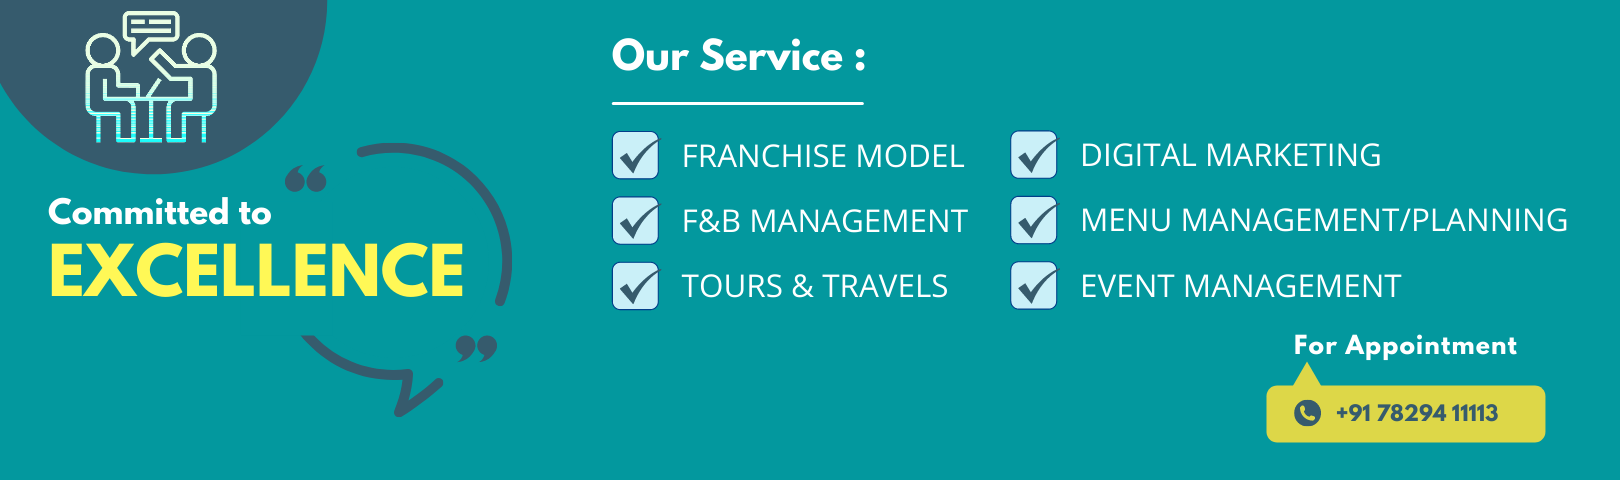 Committed to
EXCELLENCE
Our Service :
FRANCHISE MODEL
F&B MANAGEMENT
TOURS & TRAVELS
DIGITAL MARKETING
MENU MANAGEMENT/PLANNING
EVENT MANAGEMENT
For Appointment
+91 78294 11113